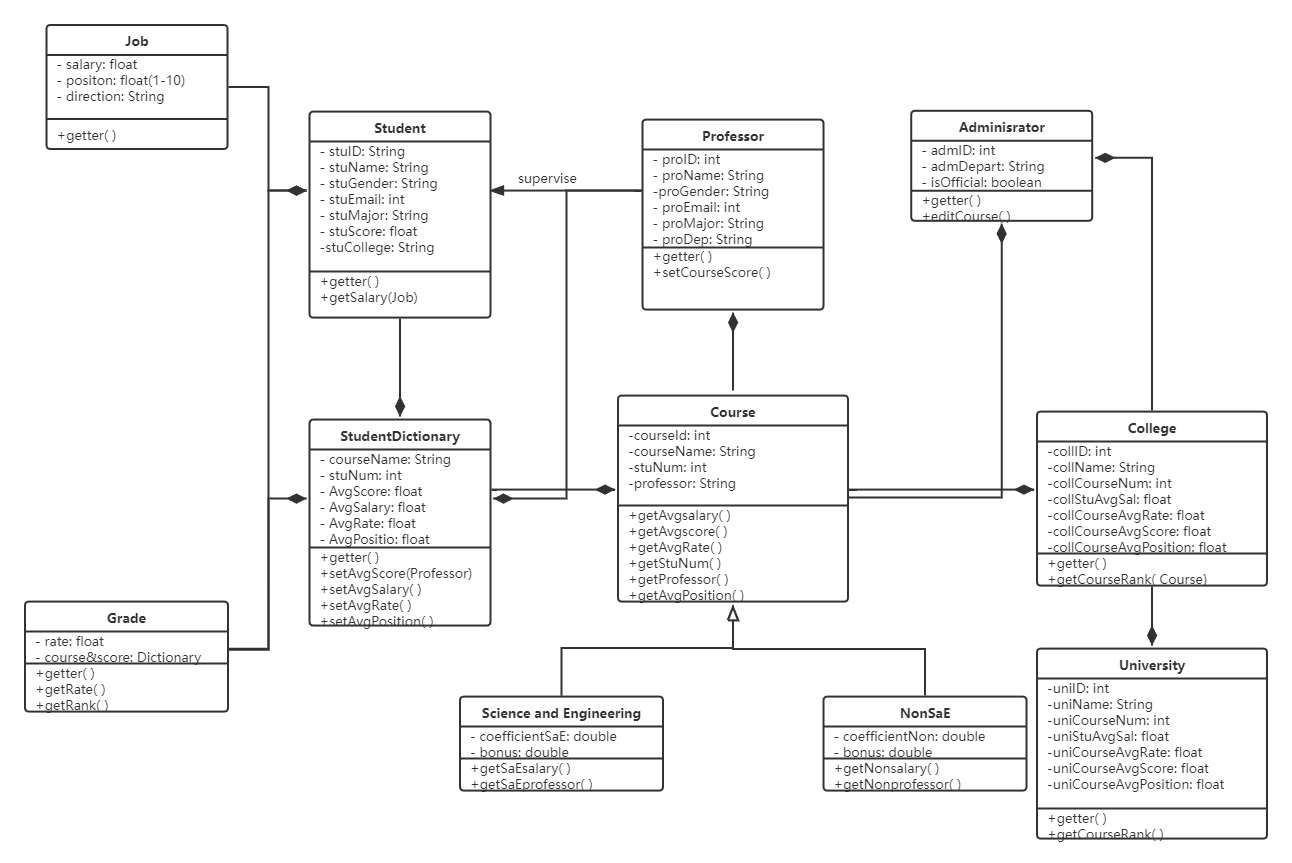 Job
- salary: float
- positon: float(1-10)
- direction: String
+getter( )
Student
- stuID: String
- stuName: String
- stuGender: String
- stuEmail: int
- stuMajor: String
- stuScore: float
-stuCollege: String
+getter( )
+getSalary(Job)
supervise
Professor
- proID: int
- proName: String
-proGender: String
- proEmail: int
- proMajor: String
- proDep: String
+getter( )
+setCourseScore( )
Adminisrator
- admID: int
- admDepart: String
- isOfficial: boolean
+getter( )
+editCourse( )
StudentDictionary
- courseName: String
- stuNum: int
- AvgScore: float
- AvgSalary: float
- AvgRate: float
- AvgPositio: float
+getter( )
+setAvgScore(Professor)
+setAvgSalary( )
+setAvgRate( )
+setAvgPosition( )
Course
-courseId: int
-courseName: String
-stuNum: int
-professor: String
+getAvgsalary( )
+getAvgscore( )
+getAvgRate( )
+getStuNum( )
+getProfessor( )
+getAvgPosition( )
College
-collID: int
-collName: String
-collCourseNum: int
-collStuAvgSal: float
-collCourseAvgRate: float
-collCourseAvgScore: float
-collCourseAvgPosition: float
+getter( )
+getCourseRank( Course)
Grade
- rate: float
- course&score: Dictionary
+getter( )
+getRate( )
+getRank( )
Science and Engineering
- coefficientSaE: double
- bonus: double
+getSaEsalary( )
+getSaEprofessor( )
NonSaE
- coefficientNon: double
- bonus: double
+getNonsalary( )
+getNonprofessor( )
University
-uniID: int
-uniName: String
-uniCourseNum: int
-uniStuAvgSal: float
-uniCourseAvgRate: float
-uniCourseAvgScore: float
-uniCourseAvgPosition: float
+getter( )
+getCourseRank( )